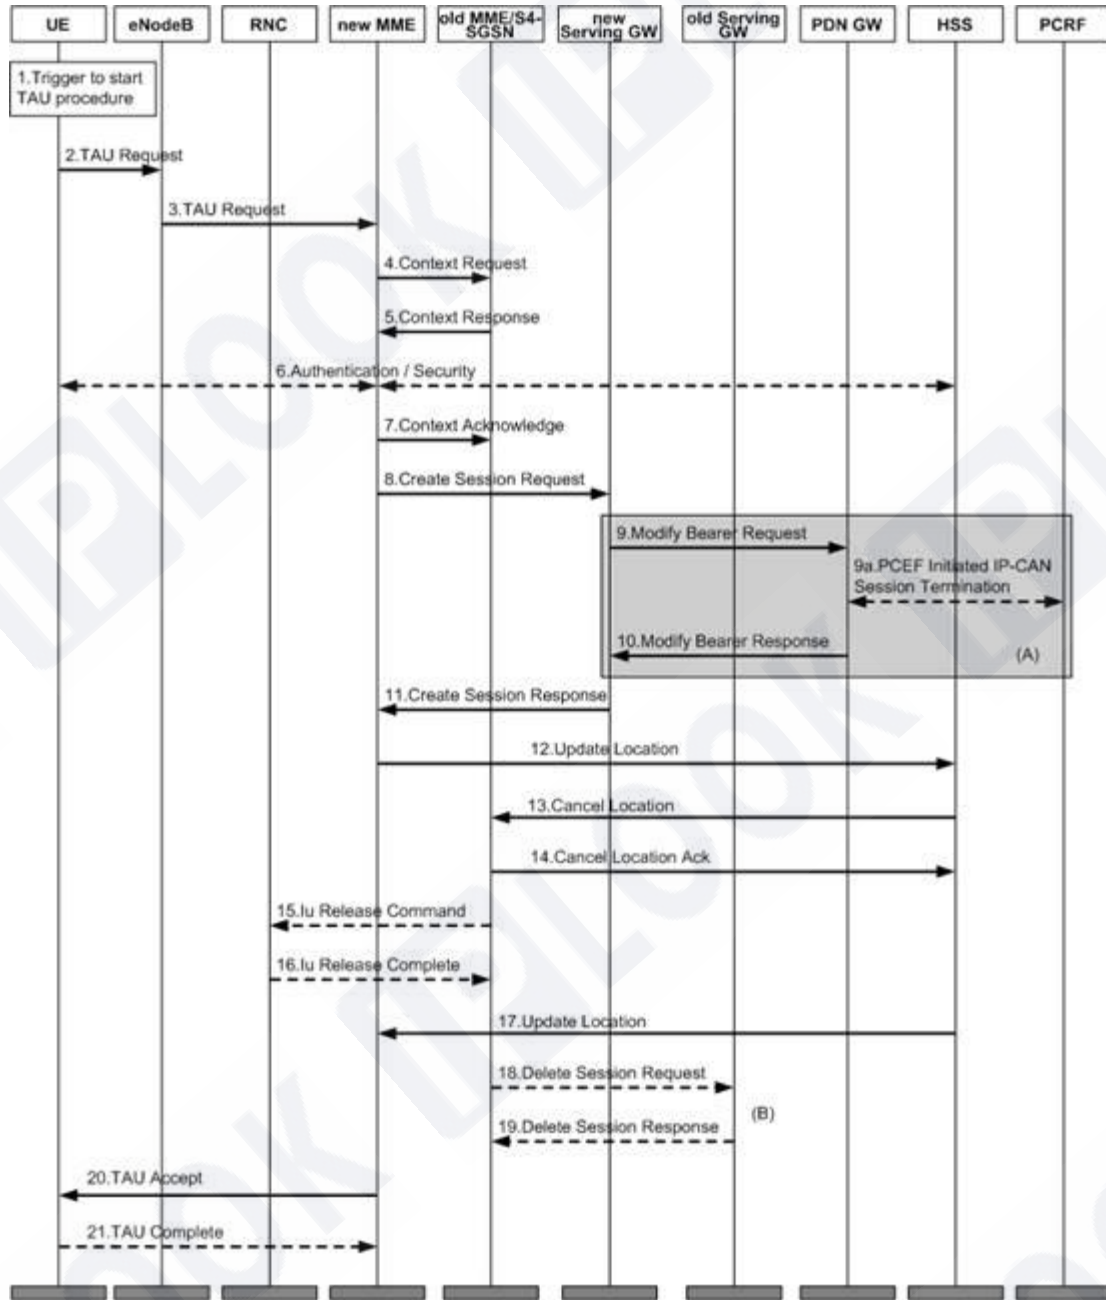 UE
eNodeB
RNC
new MME
old MME/S4-
SGSN
new
Serving GW
old Serving
GW
PDN GW
HSS
PCRF
1.Trigger to start
TAU procedure
2.TAU Request
3.TAU Request
4.Context Request
5.Context Response
6.Authentication / Security
7.Context Acknowledge
8.Create Session Request
9.Modify Bearer Request
9a.PCEF Initiated IP-CAN
Session Termination
10.Modify Bearer Response
(A)
11.Create Session Response
12.Update Location
13.Cancel Location
14.Cancel Location Ack
15.Iu Release Command
16.Iu Release Complete
17.Update Location
18.Delete Session Request
(B)
19.Delete Session Response
20.TAU Accept
21.TAU Complete
IPLOOK
IPLOOK
IPLOOK